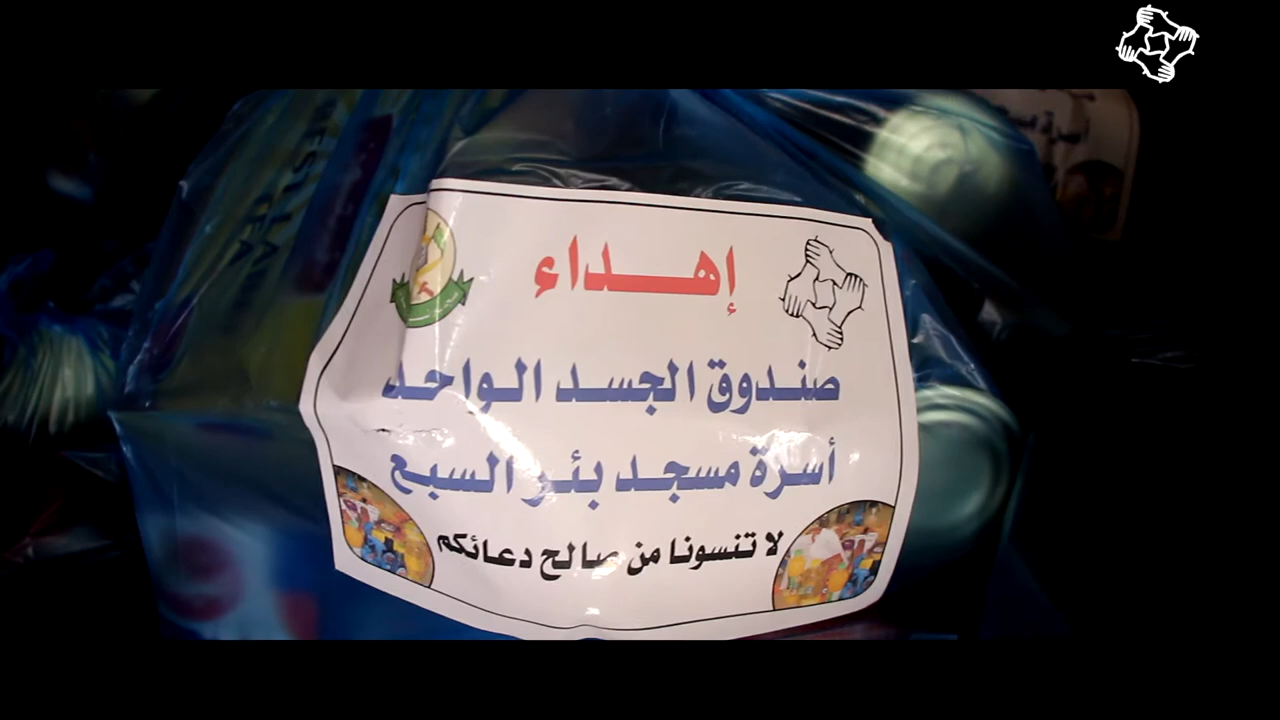 إهداء
صندوق الجسد الواحد
أسرة مسجد بئر السبع
لا تنسونا من صالح دعائكم